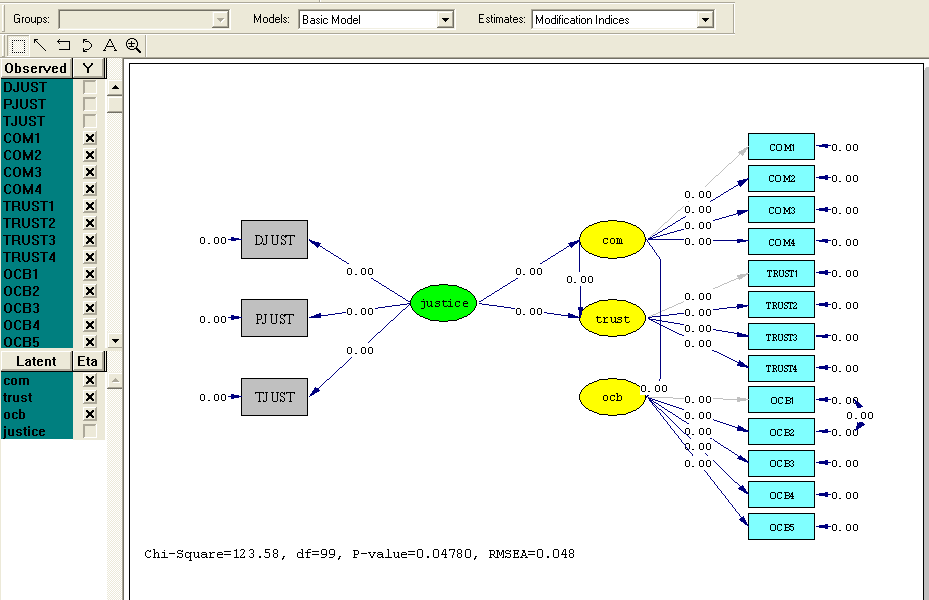 Groups: Models: Basic Model Estimates: Modification Indices
A
Observed Y
DJUST
PJUST
TJUST
COM1
COM2
COM3
COM4
TRUST1
TRUST2
TRUST3
TRUST4
OCB1
OCB2
OCB3
OCB4
OCB5
Latent Eta
com
trust
ocb
justice
0.00 DJUST
0.00 PJUST
0.00 TJUST
0.00
0.00
0.00
justice
0.00
0.00
com
0.00
trust
ocb
0.00
0.00
0.00
0.00
0.00
0.00
0.00
0.00
0.00
0.00
0.00
0.00
0.00
0.00
COM1 0.00
COM2 0.00
COM3 0.00
COM4 0.00
TRUST1 0.00
TRUST2 0.00
TRUST3 0.00
TRUST4 0.00
OCB1 0.00
0.00
OCB2 0.00
OCB3 0.00
OCB4 0.00
OCB5 0.00
Chi-Square=123.58, df=99, P-value=0.04780, RMSEA=0.048